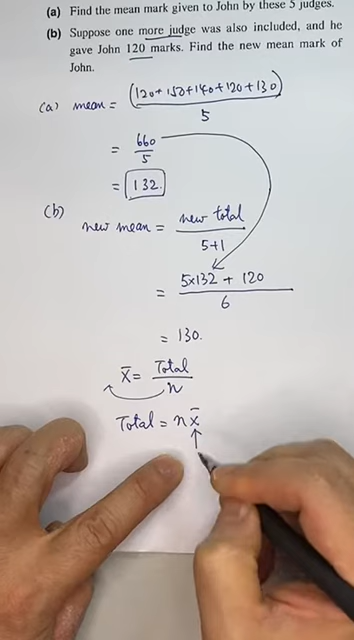 (a) Find the mean mark given to John by these 5 judges.
(b) Suppose one more judge was also included, and he
gave John 120 marks. Find the new mean mark of
John.
(a) mean = (120+150+140+120+130)
5
= 660
5
= 132.
(b)
new mean = new total
5+1
= 5×132 + 120
6
= 130.
x̄ = Total
n
Total = n x̄